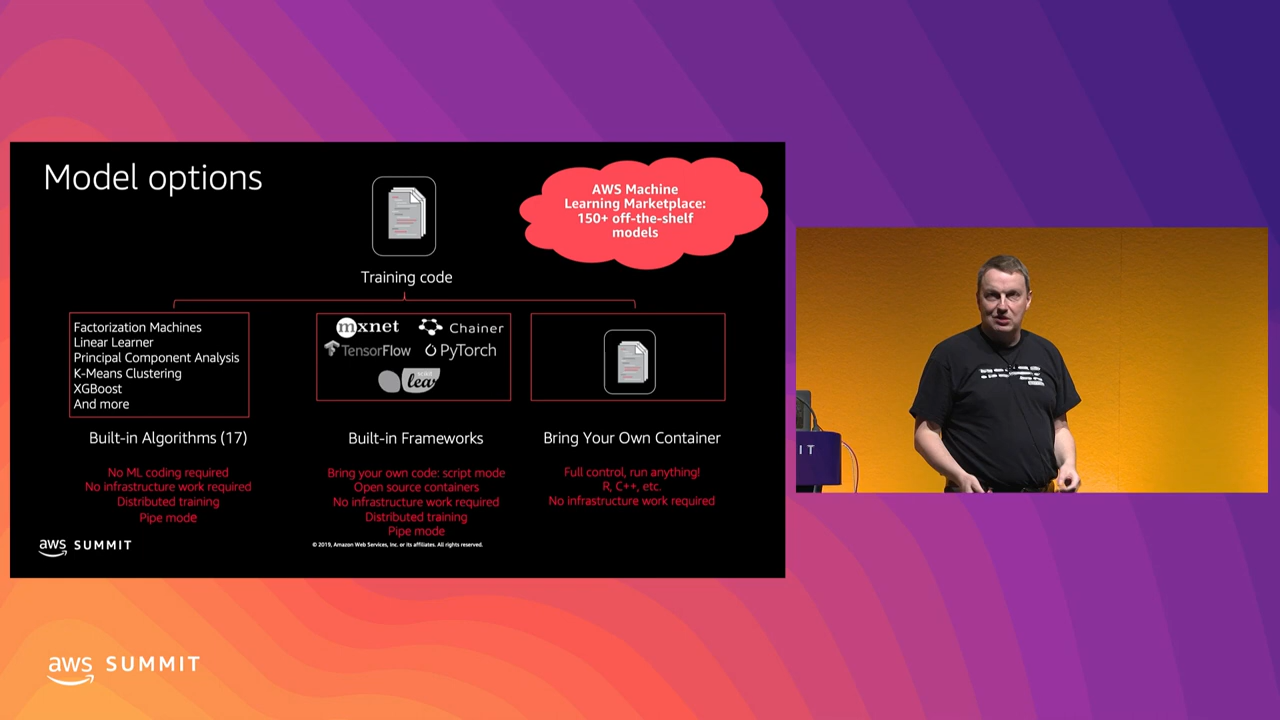 Model options
AWS Machine
Learning Marketplace:
150+ off-the-shelf
models
Training code
Factorization Machines
Linear Learner
Principal Component Analysis
K-Means Clustering
XGBoost
And more
mxnet
Chainer
TensorFlow
PyTorch
scikit
lear
Built-in Algorithms (17)
Built-in Frameworks
Bring Your Own Container
No ML coding required
No infrastructure work required
Distributed training
Pipe mode
Bring your own code: script mode
Open source containers
No infrastructure work required
Distributed training
Pipe mode
Full control, run anything!
R, C++, etc.
No infrastructure work required
aws SUMMIT
© 2019, Amazon Web Services, Inc. or its affiliates. All rights reserved.
IT
aws SUMMIT